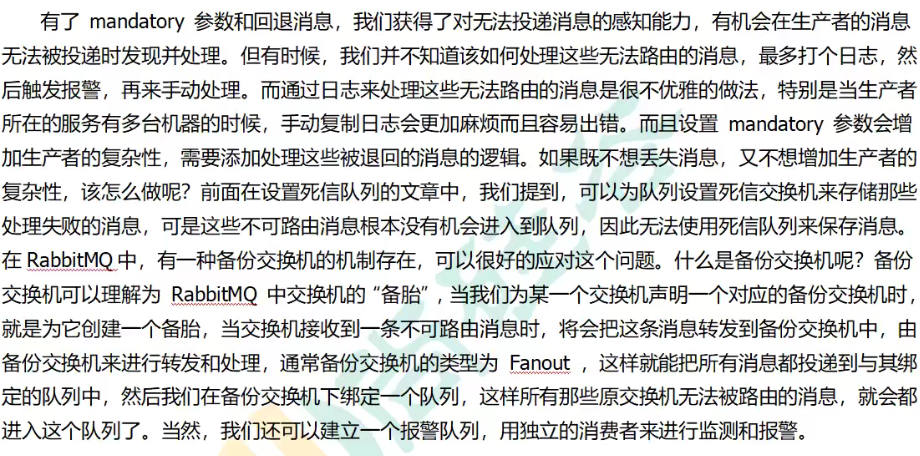 有了 mandatory 参数和回退消息，我们获得了对无法投递消息的感知能力，有机会在生产者的消息
无法被投递时发现并处理。但有时候，我们并不知道该如何处理这些无法路由的消息，最多打个日志，然
后触发报警，再来手动处理。而通过日志来处理这些无法路由的消息是很不优雅的做法，特别是当生产者
所在的服务有多台机器的时候，手动复制日志会更加麻烦而且容易出错。而且设置 mandatory 参数会增
加生产者的复杂性，需要添加处理这些被退回的消息的逻辑。如果既不想丢失消息，又不想增加生产者的
复杂性，该怎么做呢？前面在设置死信队列的文章中，我们提到，可以为队列设置死信交换机来存储那些
处理失败的消息，可是这些不可路由消息根本没有机会进入到队列，因此无法使用死信队列来保存消息。
在 RabbitMQ 中，有一种备份交换机的机制存在，可以很好的应对这个问题。什么是备份交换机呢？备份
交换机可以理解为 RabbitMQ 中交换机的“备胎”，当我们为某一个交换机声明一个对应的备份交换机时，
就是为它创建一个备胎，当交换机接收到一条不可路由消息时，将会把这条消息转发到备份交换机中，由
备份交换机来进行转发和处理，通常备份交换机的类型为 Fanout ，这样就能把所有消息都投递到与其绑
定的队列中，然后我们在备份交换机下绑定一个队列，这样所有那些原交换机无法被路由的消息，就会都
进入这个队列了。当然，我们还可以建立一个报警队列，用独立的消费者来进行监测和报警。